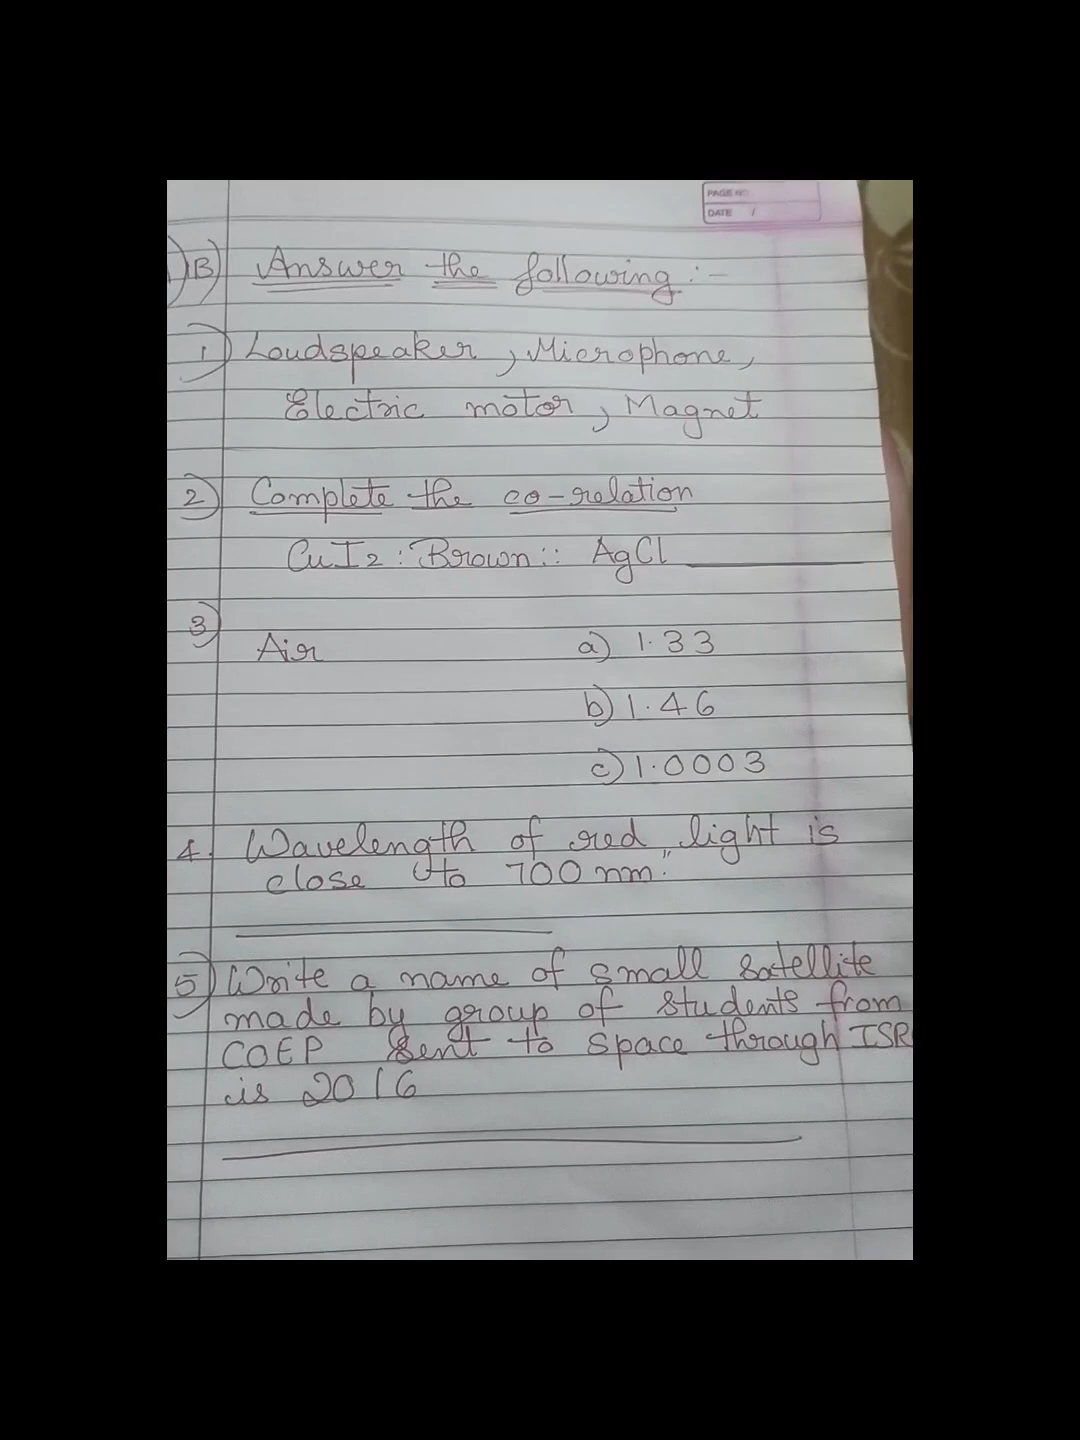 PAGE NO.
DATE /
) B) Answer the following :-
1) Loudspeaker, Microphone,
Electric motor, Magnet
2) Complete the co-relation
CuI2 : Brown :: AgCl ________
3)
Air a) 1.33
b) 1.46
c) 1.0003
4. Wavelength of red light is
close to 700 nm."
5) Write a name of small satellite
made by group of students from
COEP sent to space through ISR
is 2016